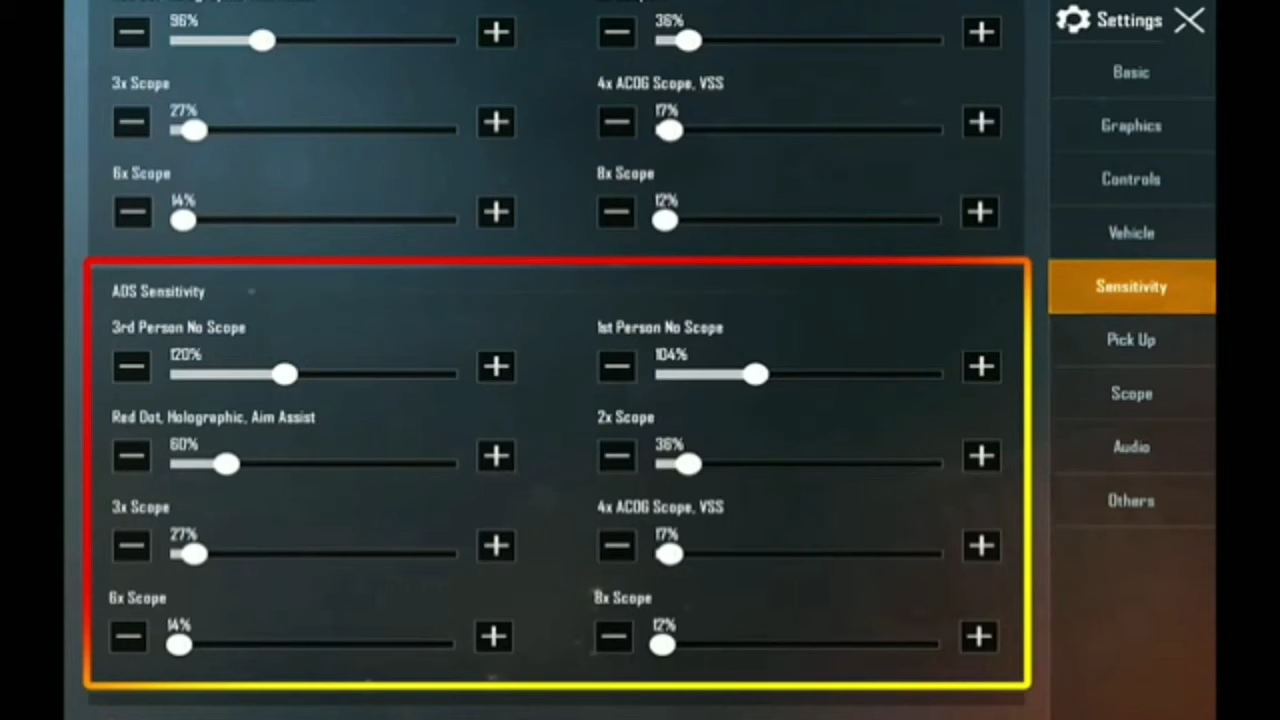 96%
36%
3x Scope
4x ACOG Scope, VSS
27%
17%
6x Scope
8x Scope
14%
12%
ADS Sensitivity
3rd Person No Scope
1st Person No Scope
120%
104%
Red Dot, Holographic, Aim Assist
2x Scope
60%
36%
3x Scope
4x ACOG Scope, VSS
27%
17%
6x Scope
8x Scope
14%
12%
Settings
Basic
Graphics
Controls
Vehicle
Sensitivity
Pick Up
Scope
Audio
Others